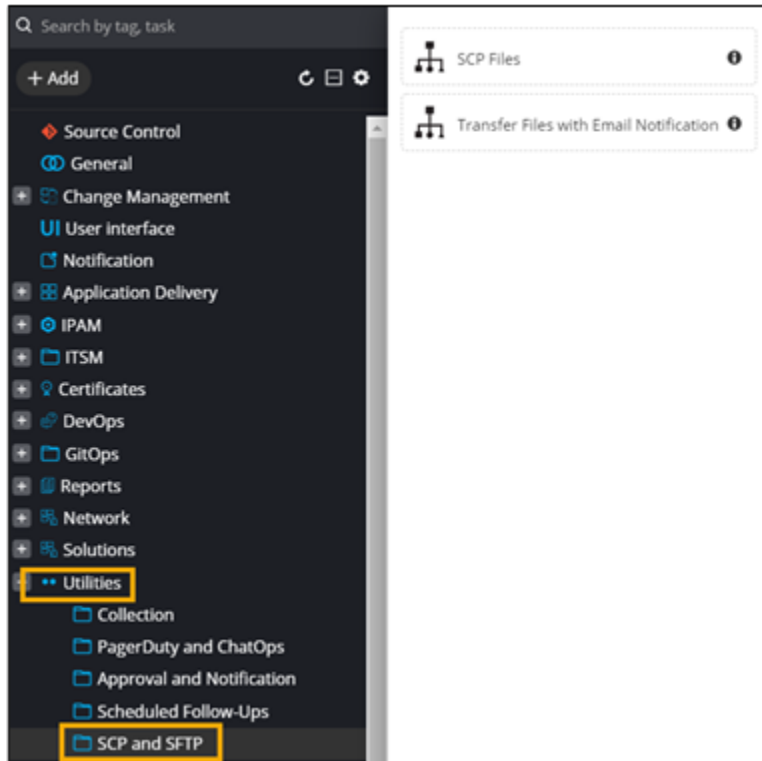 Search by tag, task
+ Add
Source Control
General
Change Management
UI User interface
Notification
Application Delivery
IPAM
ITSM
Certificates
DevOps
GitOps
Reports
Network
Solutions
Utilities
Collection
PagerDuty and ChatOps
Approval and Notification
Scheduled Follow-Ups
SCP and SFTP
SCP Files
Transfer Files with Email Notification